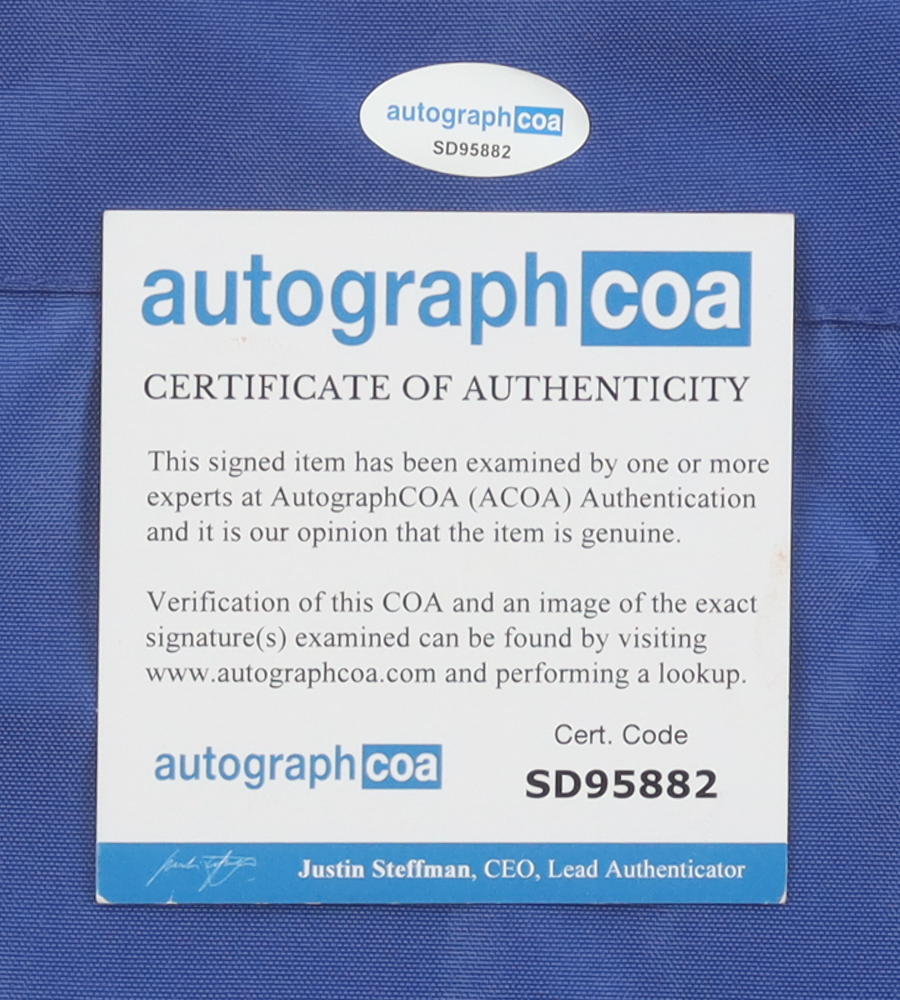 autographcoa
SD95882
autographcoa
CERTIFICATE OF AUTHENTICITY
This signed item has been examined by one or more
experts at AutographCOA (ACOA) Authentication
and it is our opinion that the item is genuine.
Verification of this COA and an image of the exact
signature(s) examined can be found by visiting
www.autographcoa.com and performing a lookup.
autographcoa
Cert. Code
SD95882
Justin Steffman, CEO, Lead Authenticator